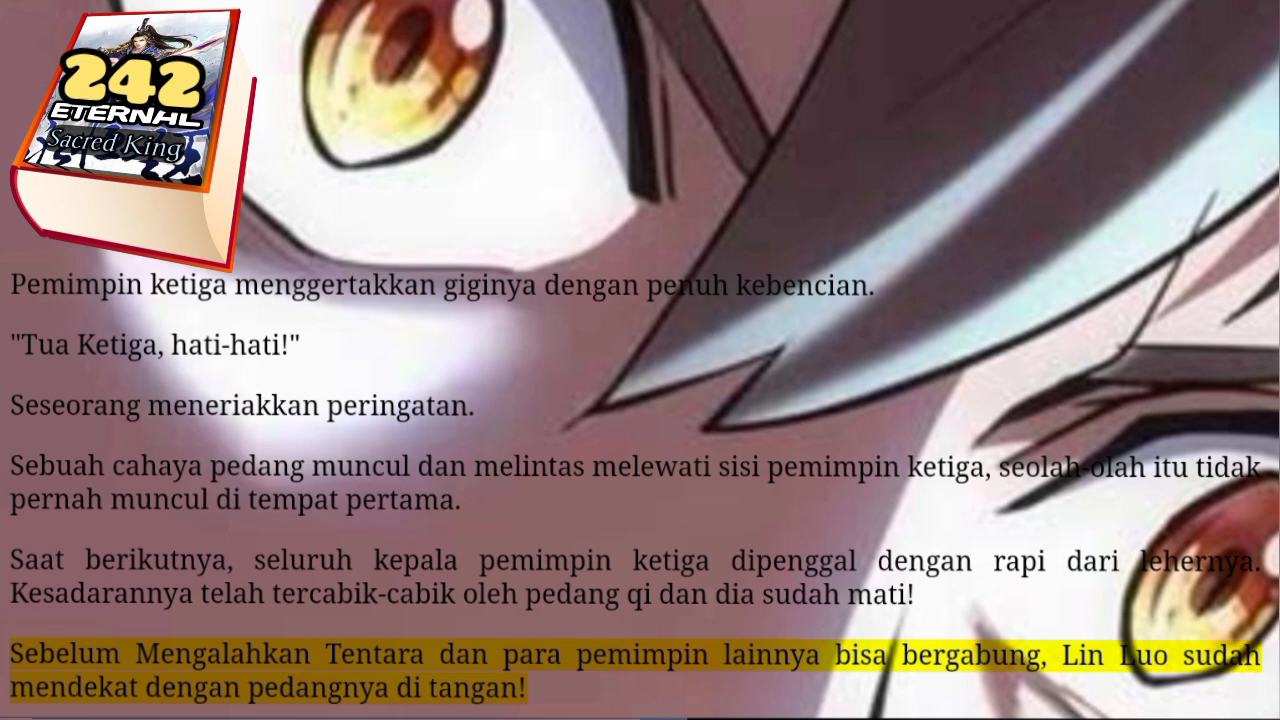 242
ETERNAL
Sacred King
Pemimpin ketiga menggertakkan giginya dengan penuh kebencian.
"Tua Ketiga, hati-hati!"
Seseorang meneriakkan peringatan.
Sebuah cahaya pedang muncul dan melintas melewati sisi pemimpin ketiga, seolah-olah itu tidak
pernah muncul di tempat pertama.
Saat berikutnya, seluruh kepala pemimpin ketiga dipenggal dengan rapi dari lehernya.
Kesadarannya telah tercabik-cabik oleh pedang qi dan dia sudah mati!
Sebelum Mengalahkan Tentara dan para pemimpin lainnya bisa bergabung, Lin Luo sudah
mendekat dengan pedangnya di tangan!